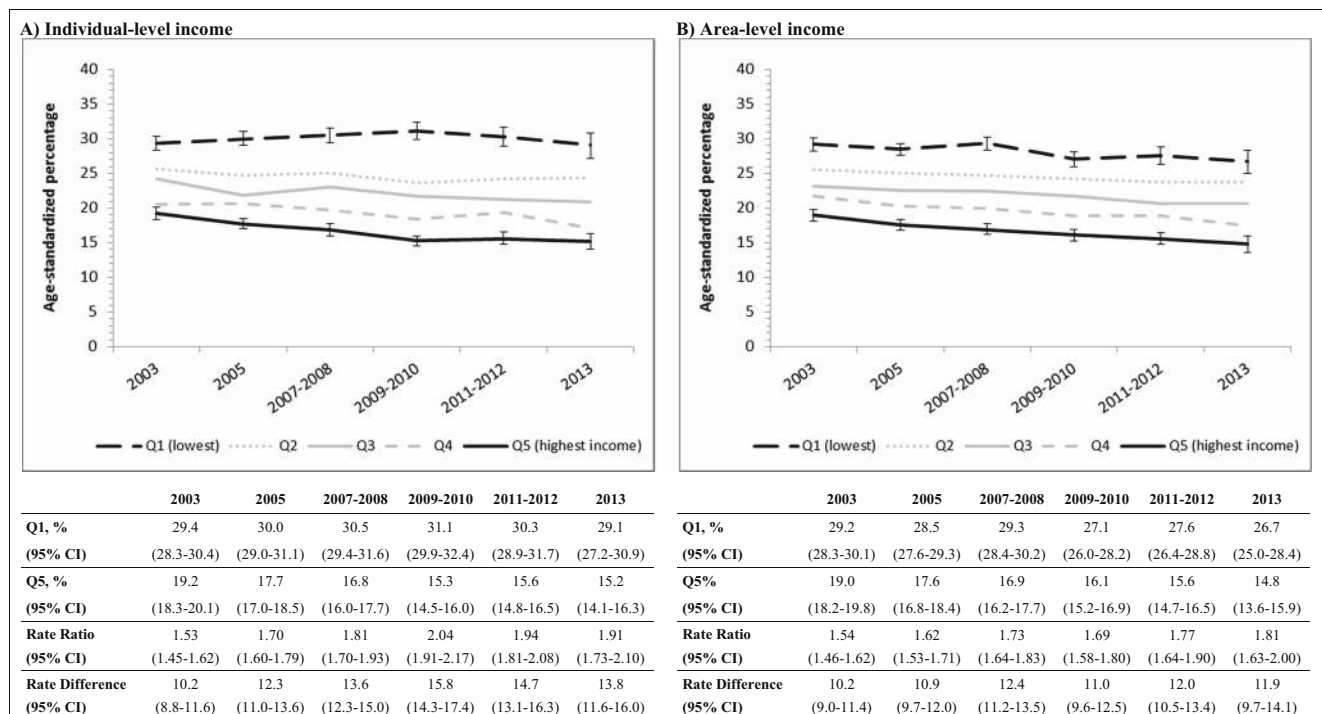 A) Individual-level income
Age-standardized percentage
40
35
30
25
20
15
10
5
0
2003 2005 2007-2008 2009-2010 2011-2012 2013
Q1 (lowest) Q2 Q3 Q4 Q5 (highest income)
2003 2005 2007-2008 2009-2010 2011-2012 2013
Q1, % 29.4 30.0 30.5 31.1 30.3 29.1
(95% CI) (28.3-30.4) (29.0-31.1) (29.4-31.6) (29.9-32.4) (28.9-31.7) (27.2-30.9)
Q5, % 19.2 17.7 16.8 15.3 15.6 15.2
(95% CI) (18.3-20.1) (17.0-18.5) (16.0-17.7) (14.5-16.0) (14.8-16.5) (14.1-16.3)
Rate Ratio 1.53 1.70 1.81 2.04 1.94 1.91
(95% CI) (1.45-1.62) (1.60-1.79) (1.70-1.93) (1.91-2.17) (1.81-2.08) (1.73-2.10)
Rate Difference 10.2 12.3 13.6 15.8 14.7 13.8
(95% CI) (8.8-11.6) (11.0-13.6) (12.3-15.0) (14.3-17.4) (13.1-16.3) (11.6-16.0)
B) Area-level income
Age-standardized percentage
40
35
30
25
20
15
10
5
0
2003 2005 2007-2008 2009-2010 2011-2012 2013
Q1 (lowest) Q2 Q3 Q4 Q5 (highest income)
2003 2005 2007-2008 2009-2010 2011-2012 2013
Q1, % 29.2 28.5 29.3 27.1 27.6 26.7
(95% CI) (28.3-30.1) (27.6-29.3) (28.4-30.2) (26.0-28.2) (26.4-28.8) (25.0-28.4)
Q5% 19.0 17.6 16.9 16.1 15.6 14.8
(95% CI) (18.2-19.8) (16.8-18.4) (16.2-17.7) (15.2-16.9) (14.7-16.5) (13.6-15.9)
Rate Ratio 1.54 1.62 1.73 1.69 1.77 1.81
(95% CI) (1.46-1.62) (1.53-1.71) (1.64-1.83) (1.58-1.80) (1.64-1.90) (1.63-2.00)
Rate Difference 10.2 10.9 12.4 11.0 12.0 11.9
(95% CI) (9.0-11.4) (9.7-12.0) (11.2-13.5) (9.6-12.5) (10.5-13.4) (9.7-14.1)